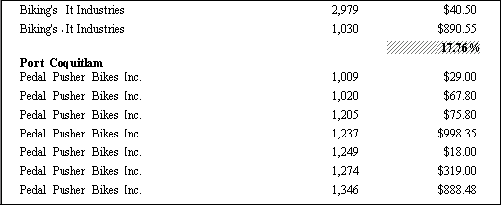 Biking's It Industries 2,979 $40.50
Biking's It Industries 1,030 $890.55
17.76%
Port Coquitlam
Pedal Pusher Bikes Inc. 1,009 $29.00
Pedal Pusher Bikes Inc. 1,020 $67.80
Pedal Pusher Bikes Inc. 1,205 $75.80
Pedal Pusher Bikes Inc. 1,237 $998.35
Pedal Pusher Bikes Inc. 1,249 $18.00
Pedal Pusher Bikes Inc. 1,274 $319.00
Pedal Pusher Bikes Inc. 1,346 $888.48